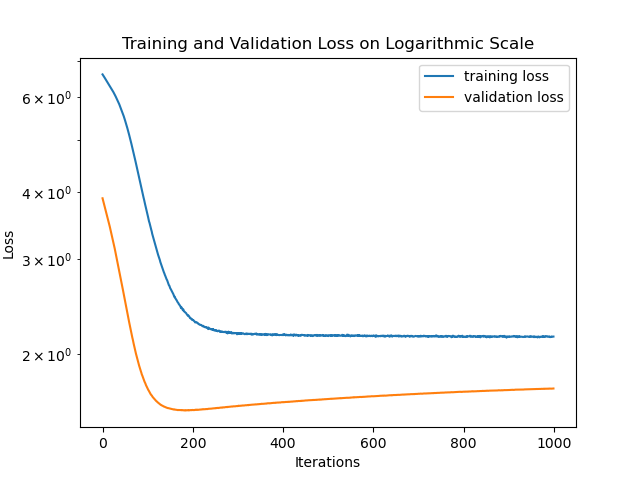 Training and Validation Loss on Logarithmic Scale
training loss
validation loss
6 × 10⁰
4 × 10⁰
3 × 10⁰
2 × 10⁰
Loss
0 200 400 600 800 1000
Iterations